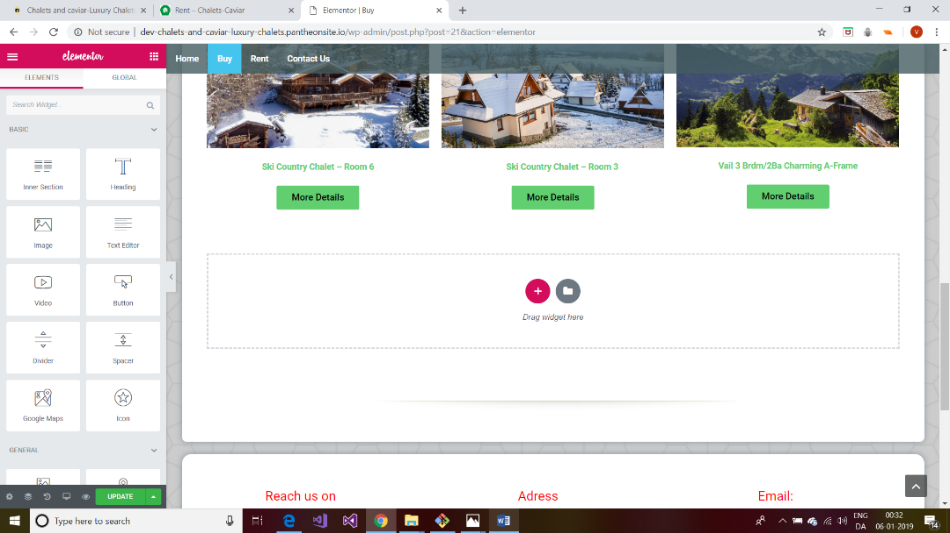 Chalets and caviar-Luxury Chalets
Rent – Chalets-Caviar
Elementor | Buy
Not secure | dev-chalets-and-caviar-luxury-chalets.pantheonsite.io/wp-admin/post.php?post=21&action=elementor
V
elementor
Home Buy Rent Contact Us
ELEMENTS GLOBAL
Search Widget...
BASIC
Inner Section Heading
Image Text Editor
Video Button
Divider Spacer
Google Maps Icon
GENERAL
UPDATE
Ski Country Chalet – Room 6
More Details
Ski Country Chalet – Room 3
More Details
Vail 3 Brdm/2Ba Charming A-Frame
More Details
Drag widget here
Reach us on Adress Email:
Type here to search
ENG
DA
00:32
06-01-2019
14